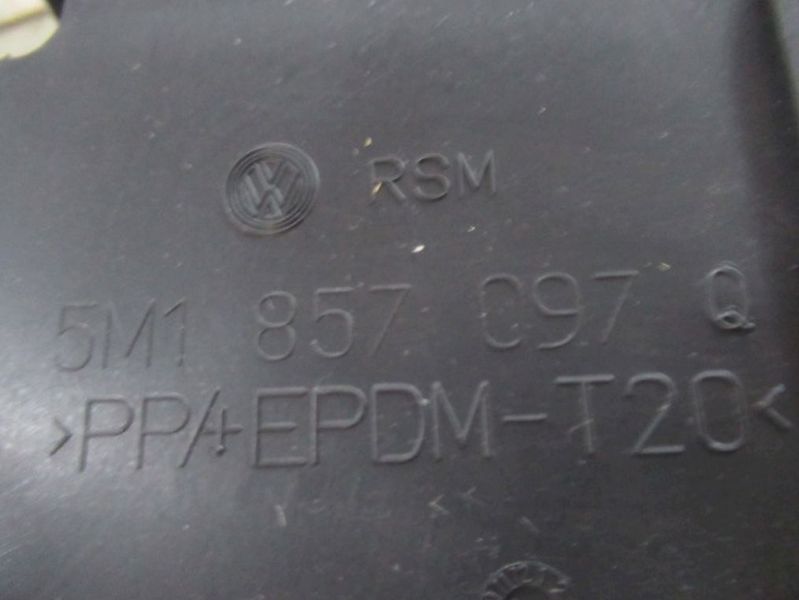 RSM
5M1 857 097 Q
>PP/+EPDM-T20<